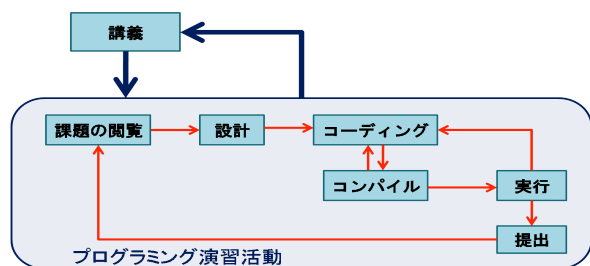 講義
課題の閲覧
設計
コーディング
コンパイル
実行
提出
プログラミング演習活動